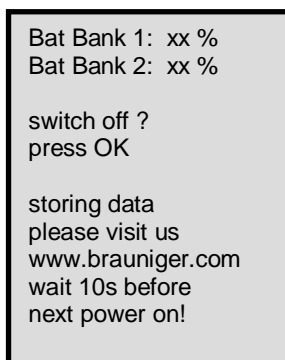 Bat Bank 1: xx %
Bat Bank 2: xx %
switch off ?
press OK
storing data
please visit us
www.brauniger.com
wait 10s before
next power on!